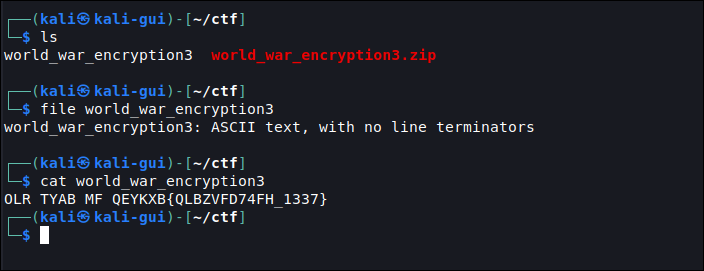 ┌──(kali㉿kali-gui)-[~/ctf]
└─$ ls
world_war_encryption3  world_war_encryption3.zip
┌──(kali㉿kali-gui)-[~/ctf]
└─$ file world_war_encryption3
world_war_encryption3: ASCII text, with no line terminators
┌──(kali㉿kali-gui)-[~/ctf]
└─$ cat world_war_encryption3
OLR TYAB MF QEYKXB{QLBZVFD74FH_1337}
┌──(kali㉿kali-gui)-[~/ctf]
└─$